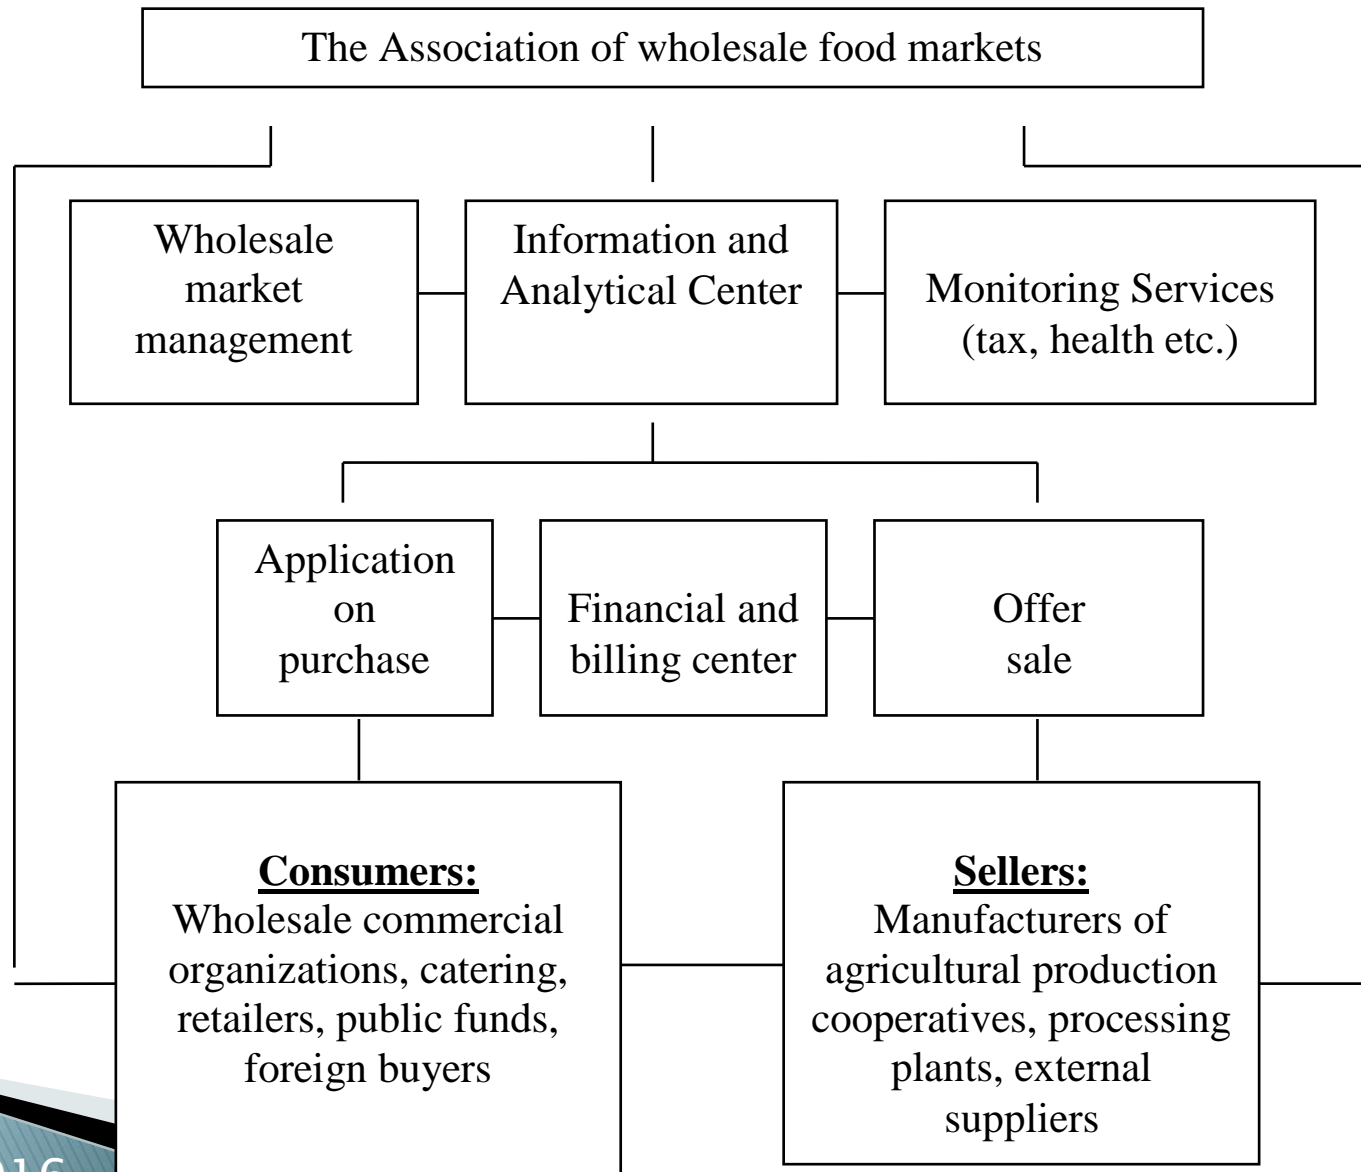 The Association of wholesale food markets
Wholesale
market
management
Information and
Analytical Center
Monitoring Services
(tax, health etc.)
Application
on
purchase
Financial and
billing center
Offer
sale
Consumers:
Wholesale commercial
organizations, catering,
retailers, public funds,
foreign buyers
Sellers:
Manufacturers of
agricultural production
cooperatives, processing
plants, external
suppliers